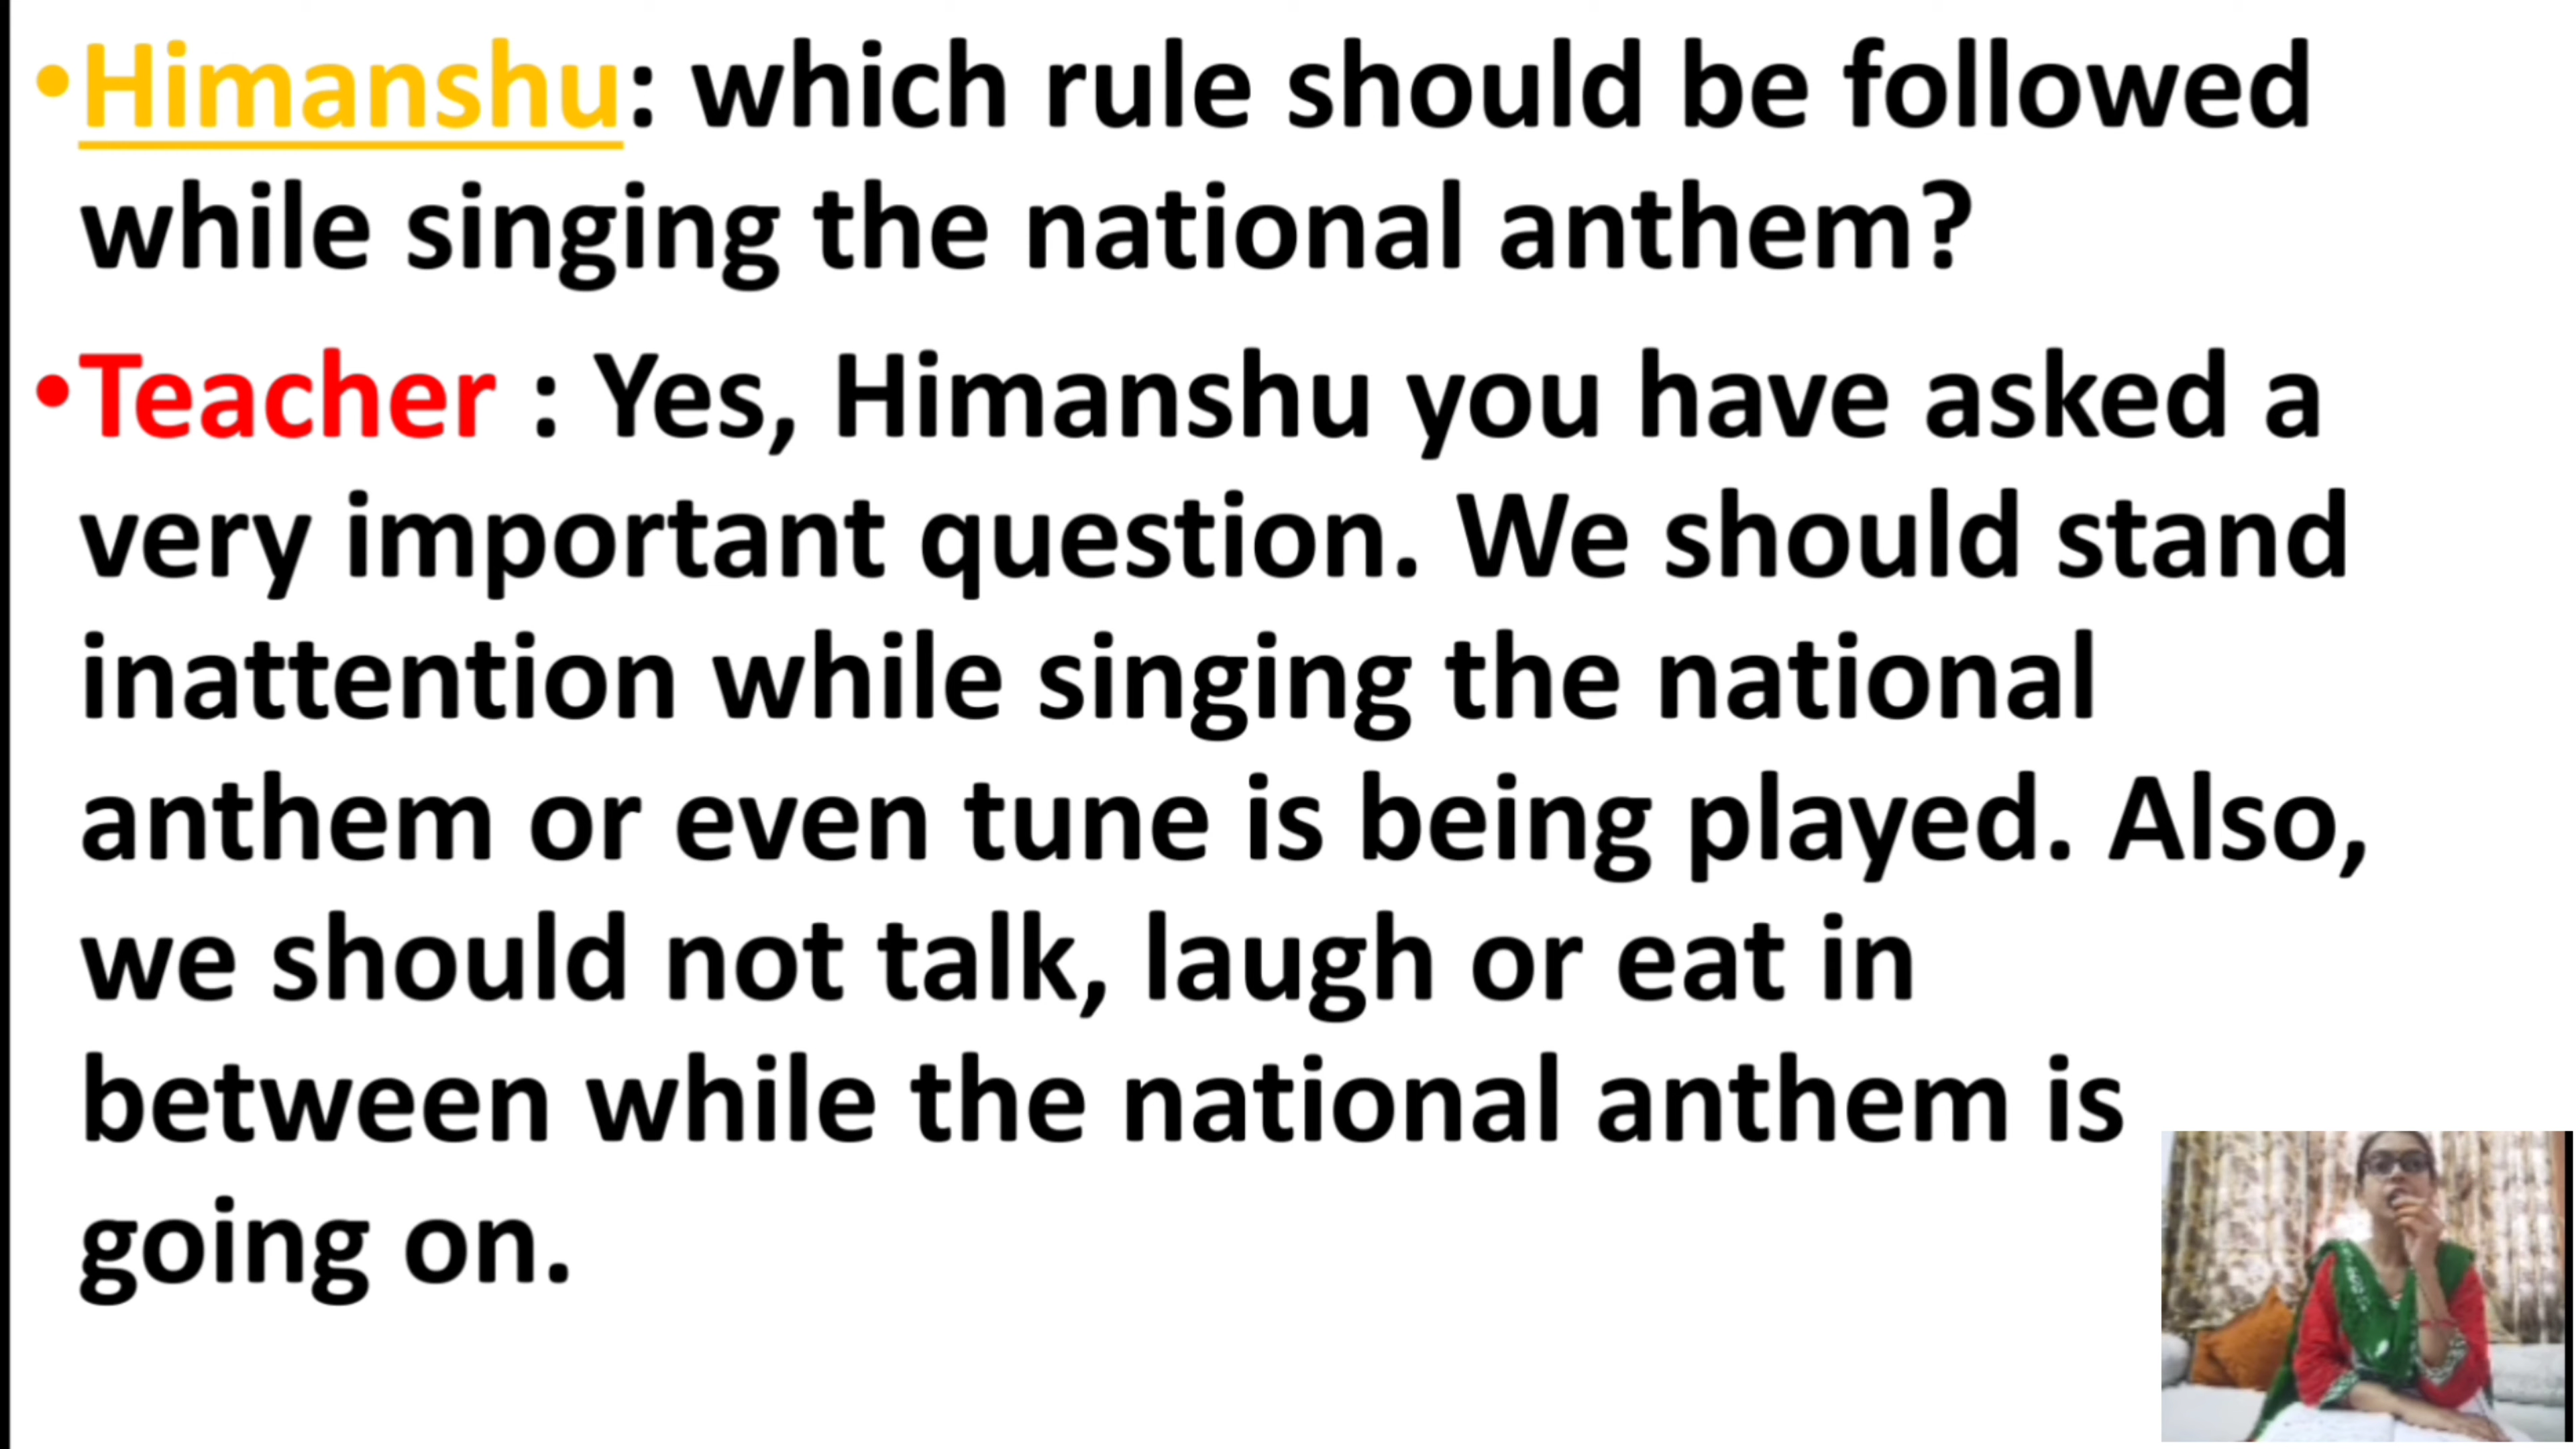 •Himanshu: which rule should be followed
while singing the national anthem?
•Teacher : Yes, Himanshu you have asked a
very important question. We should stand
inattention while singing the national
anthem or even tune is being played. Also,
we should not talk, laugh or eat in
between while the national anthem is
going on.